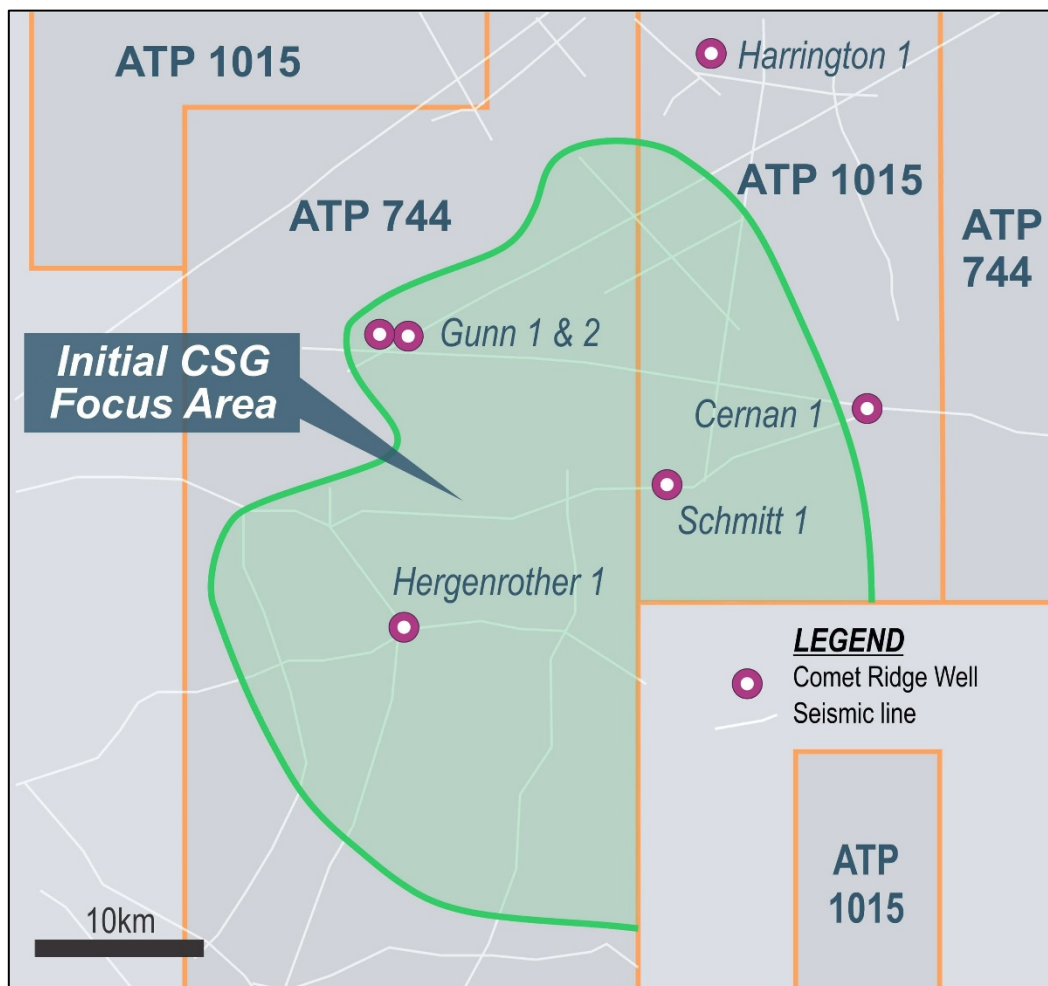 ATP 1015
Harrington 1
ATP 744
ATP 1015
ATP
744
Gunn 1 & 2
Initial CSG
Focus Area
Cernan 1
Schmitt 1
Hergenrother 1
LEGEND
Comet Ridge Well
Seismic line
ATP
1015
10km